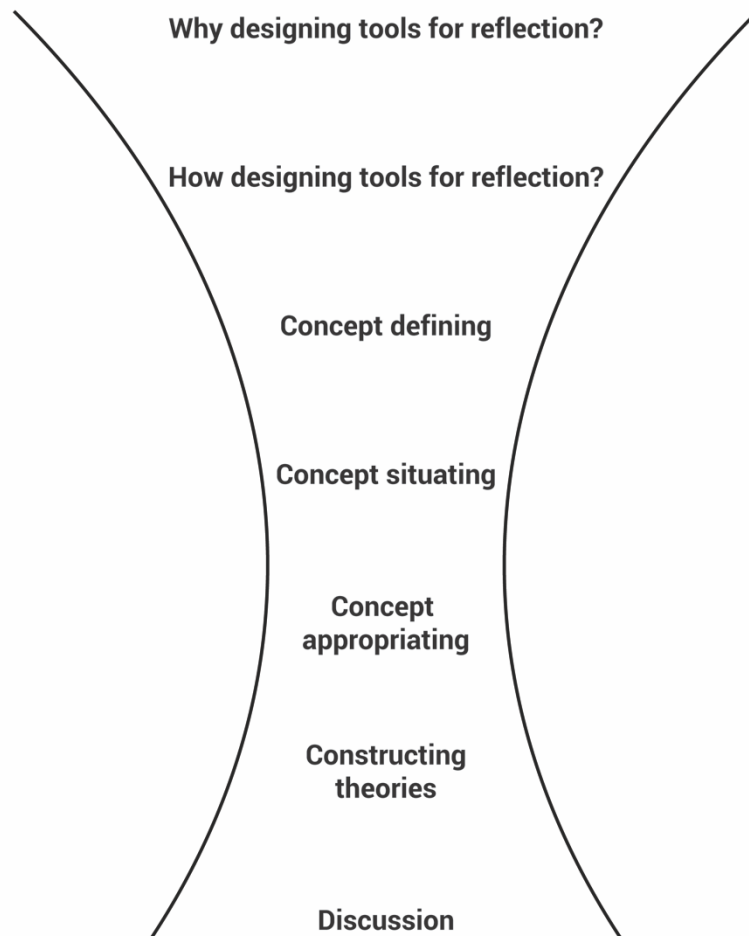 Why designing tools for reflection?
How designing tools for reflection?
Concept defining
Concept situating
Concept
appropriating
Constructing
theories
Discussion